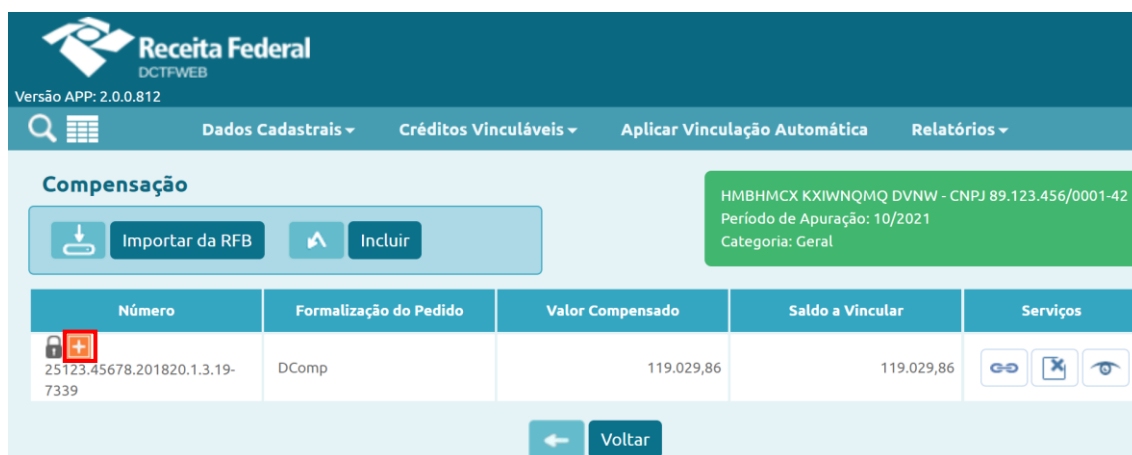 Receita Federal
DCTFWEB
Versão APP: 2.0.0.812
Dados Cadastrais Créditos Vinculáveis Aplicar Vinculação Automática Relatórios
Compensação
HMBHMCX KXIWNQMQ DVNW - CNPJ 89.123.456/0001-42
Período de Apuração: 10/2021
Categoria: Geral
Importar da RFB Incluir
Número Formalização do Pedido Valor Compensado Saldo a Vincular Serviços
25123.45678.201820.1.3.19-
7339
DComp 119.029,86 119.029,86
Voltar